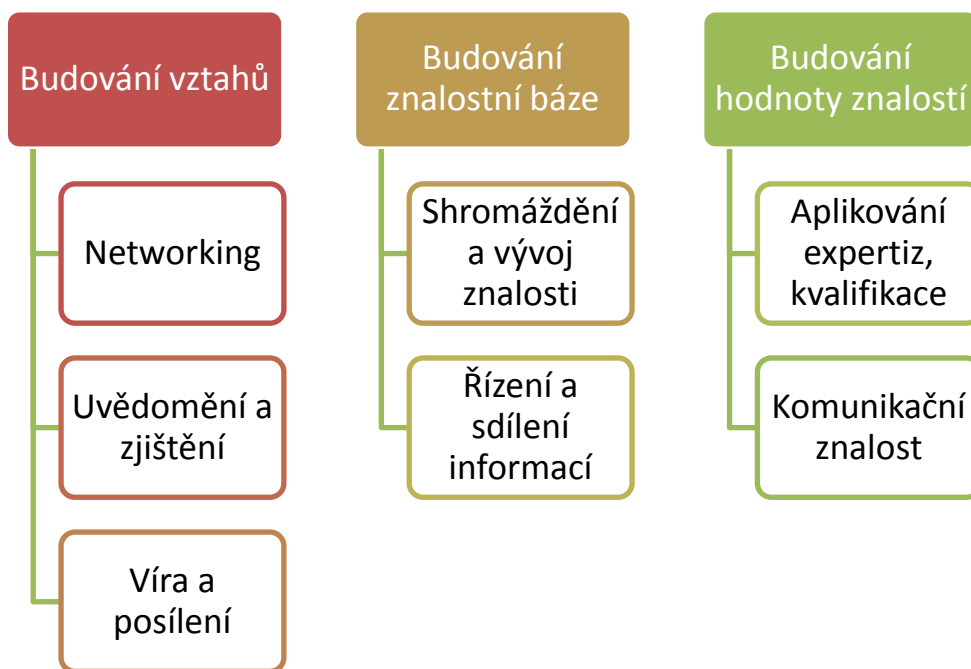 Budování vztahů
Networking
Uvědomění a
zjištění
Víra a
posílení
Budování
znalostní báze
Shromáždění
a vývoj
znalosti
Řízení a
sdílení
informací
Budování
hodnoty znalostí
Aplikování
expertiz,
kvalifikace
Komunikační
znalost